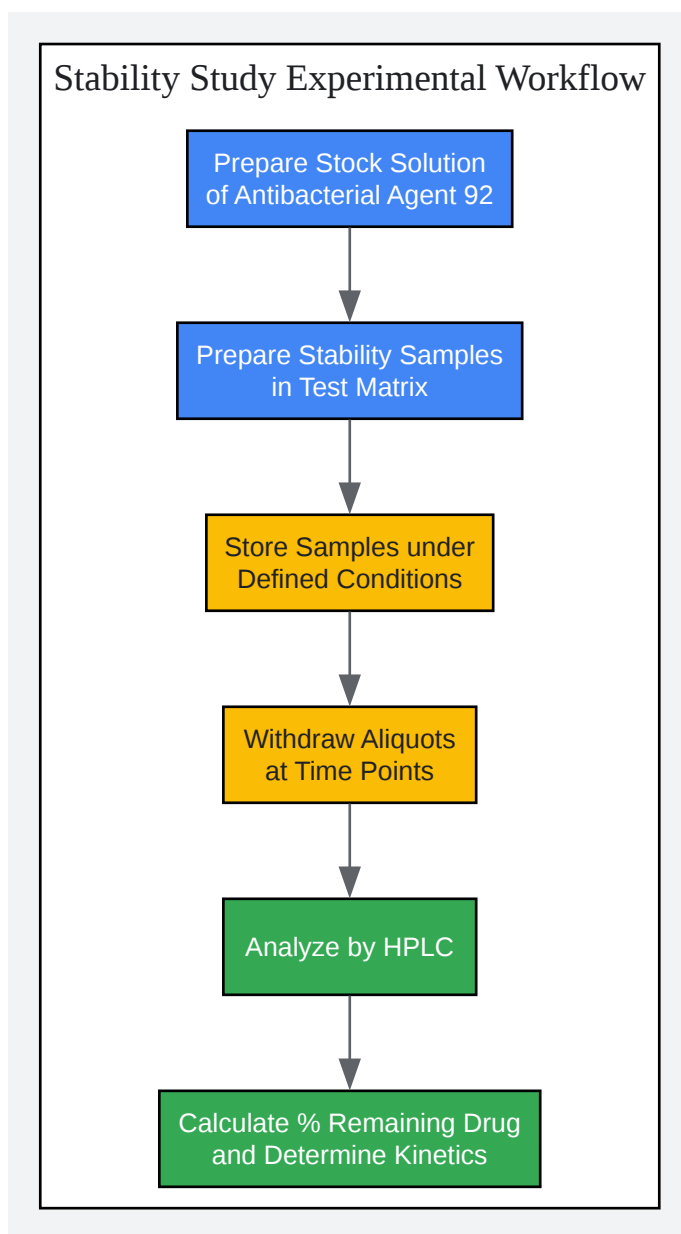 Stability Study Experimental Workflow
Prepare Stock Solution
of Antibacterial Agent 92
Prepare Stability Samples
in Test Matrix
Store Samples under
Defined Conditions
Withdraw Aliquots
at Time Points
Analyze by HPLC
Calculate % Remaining Drug
and Determine Kinetics